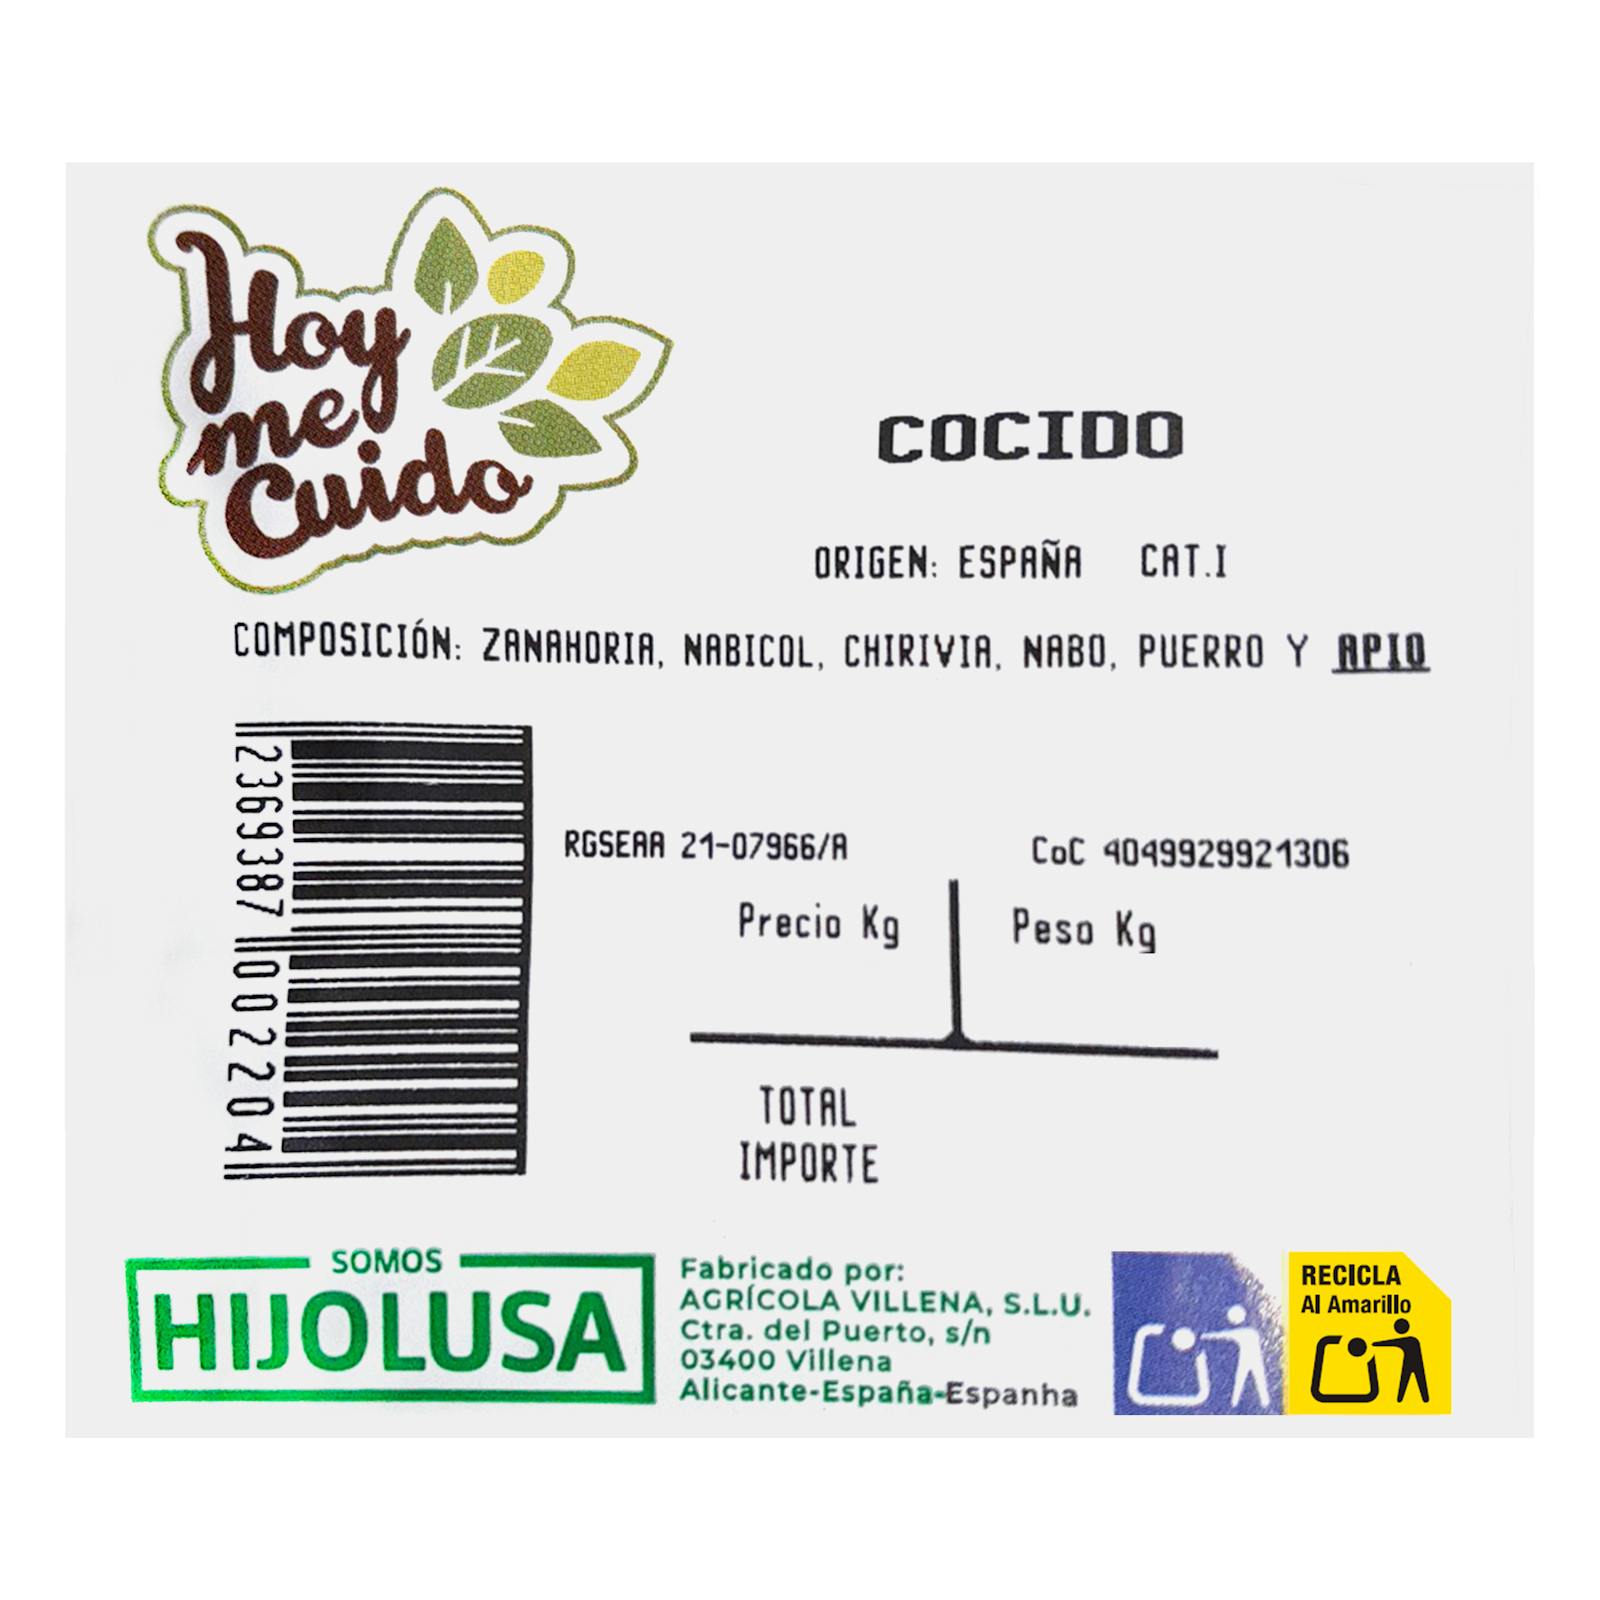 Hoy
me
Cuido
COCIDO
ORIGEN: ESPAÑA CAT.I
COMPOSICIÓN: ZANAHORIA, NABICOL, CHIRIVIA, NABO, PUERRO Y APIO
2369387002204
RGSEAA 21-07966/A
CoC 4049929921306
Precio Kg
Peso Kg
TOTAL
IMPORTE
SOMOS
HIJOLUSA
Fabricado por:
AGRÍCOLA VILLENA, S.L.U.
Ctra. del Puerto, s/n
03400 Villena
Alicante-España-Espanha
RECICLA
Al Amarillo